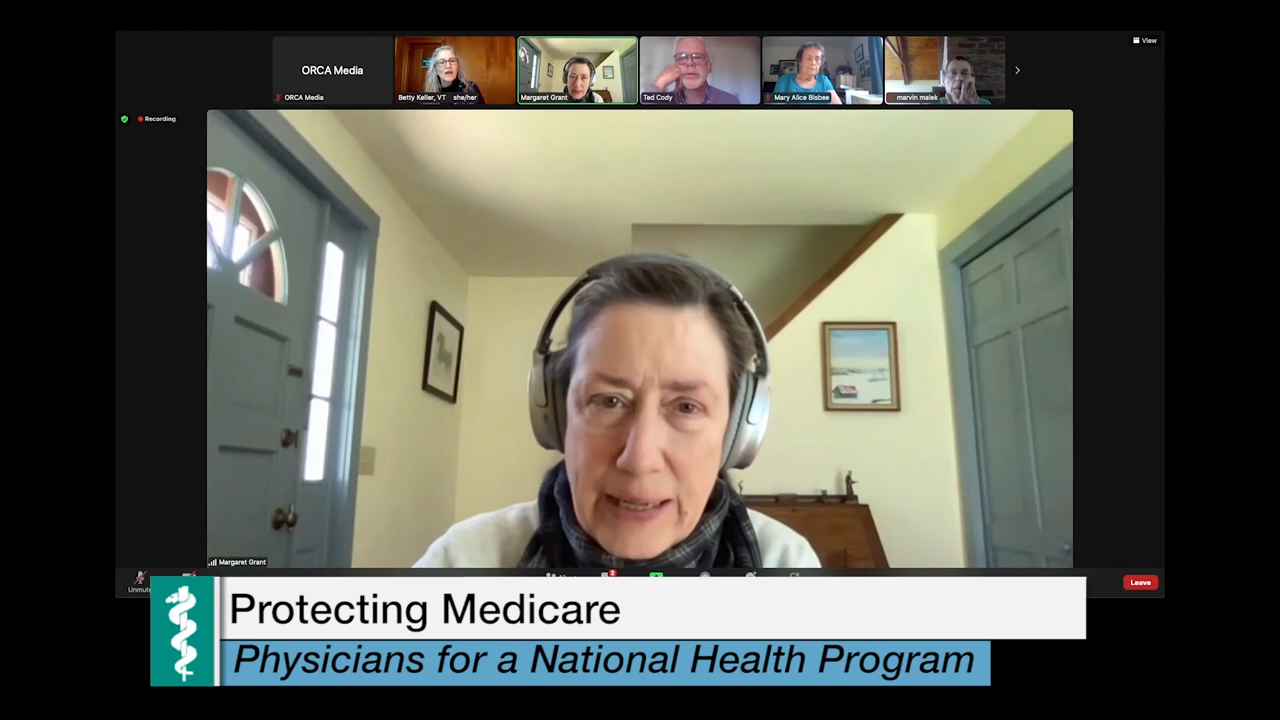 View
ORCA Media
ORCA Media
Betty Keller, VT she/her
Margaret Grant
Ted Cody
Mary Alice Bisbee
marvin malek
Recording
Margaret Grant
Leave
Protecting Medicare
Physicians for a National Health Program